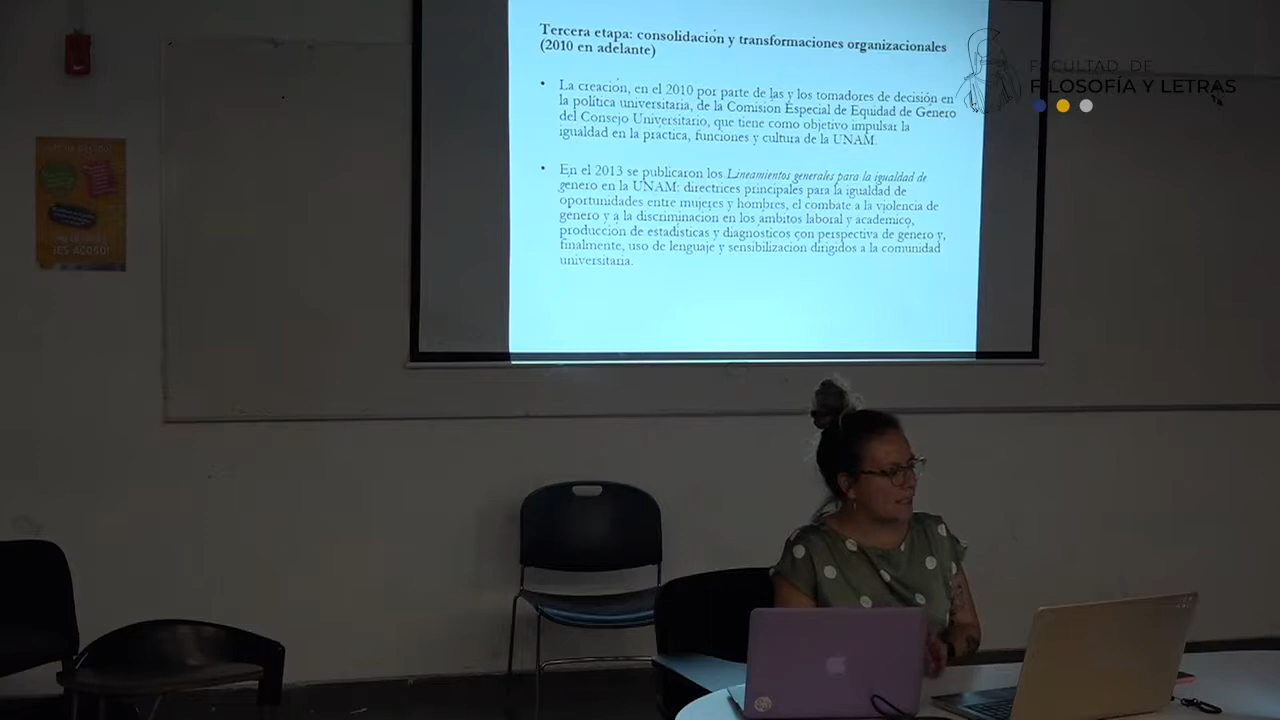 Tercera etapa: consolidación y transformaciones organizacionales
(2010 en adelante)
• La creación, en el 2010 por parte de las y los tomadores de decisión en
la política universitaria, de la Comisión Especial de Equidad de Género
del Consejo Universitario, que tiene como objetivo impulsar la
igualdad en la práctica, funciones y cultura de la UNAM.
• En el 2013 se publicaron los Lineamientos generales para la igualdad de
género en la UNAM: directrices principales para la igualdad de
oportunidades entre mujeres y hombres, el combate a la violencia de
género y a la discriminación en los ámbitos laboral y académico,
producción de estadísticas y diagnósticos con perspectiva de género y,
finalmente, uso de lenguaje y sensibilización dirigidos a la comunidad
universitaria.
FACULTAD DE
FILOSOFÍA Y LETRAS
¡ES ACOSO!